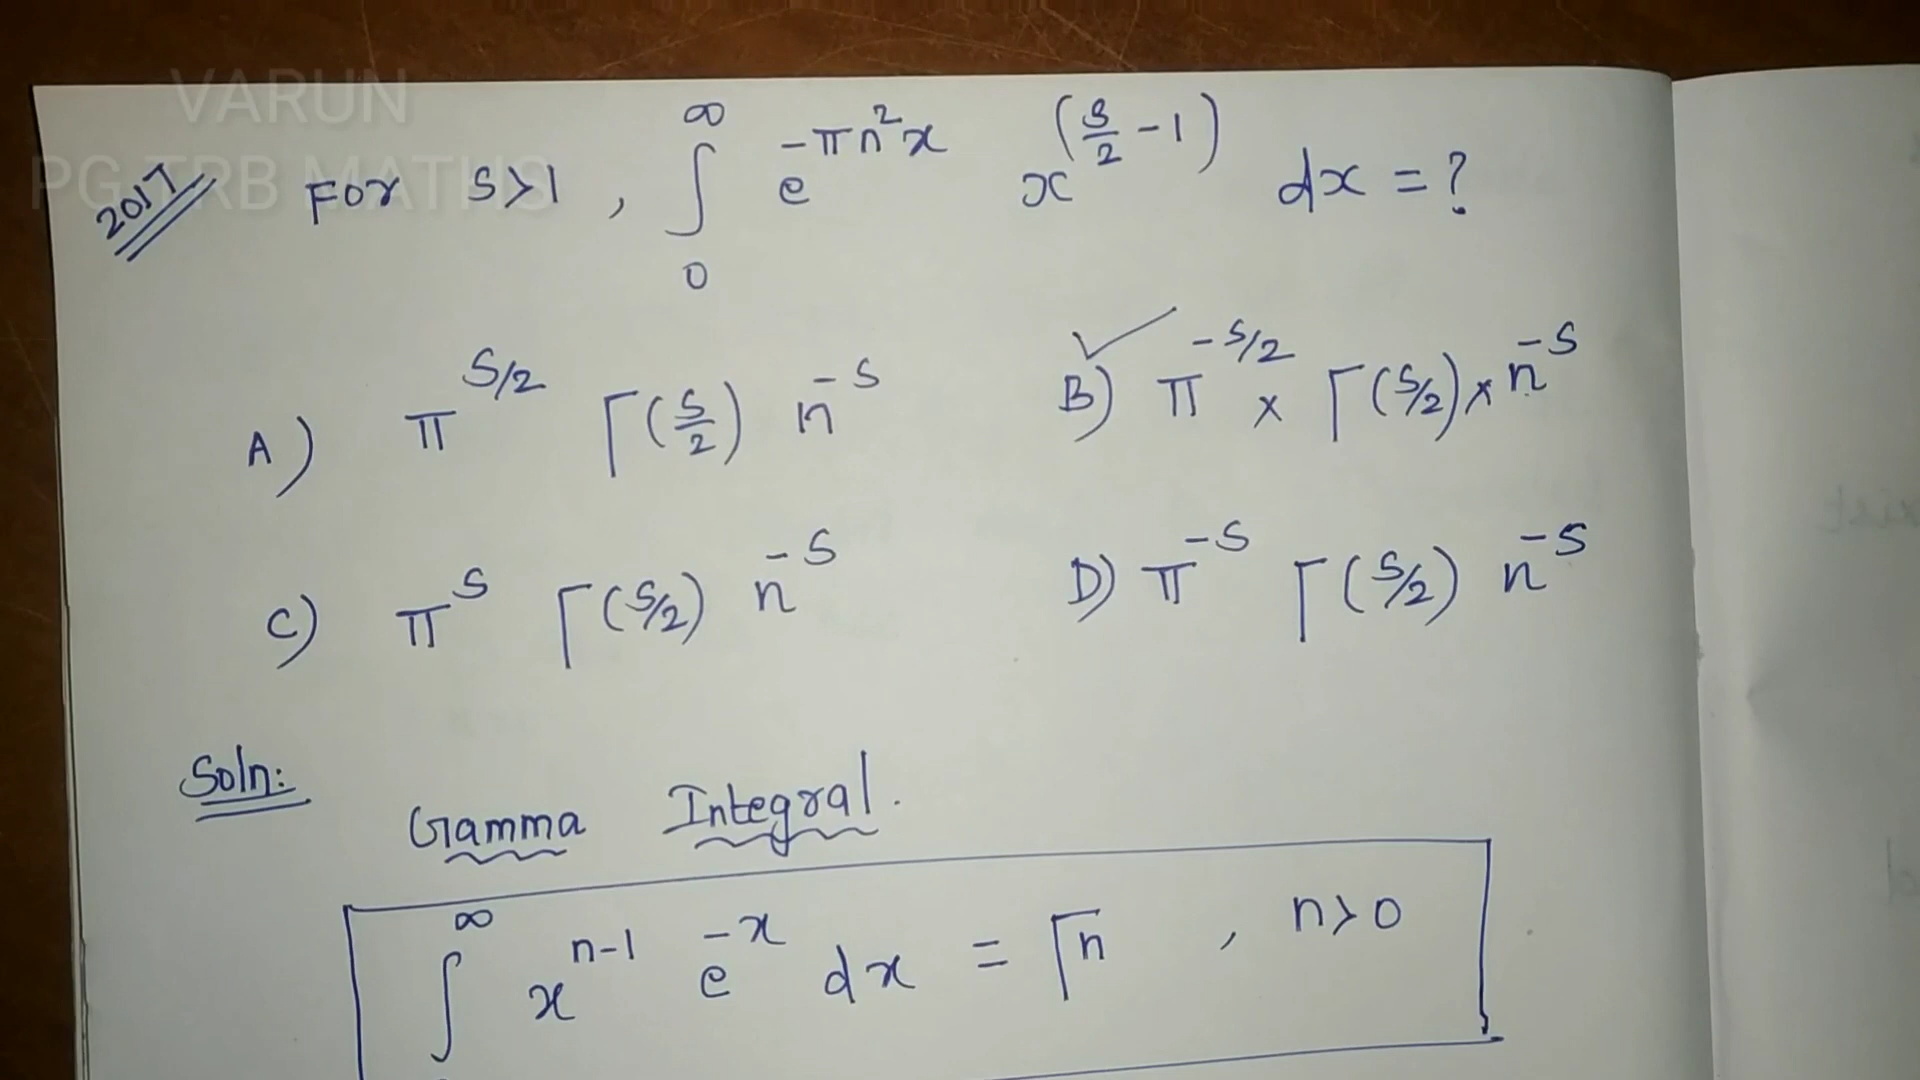 VARUN
PG TRB MATHS
2017 For s>1, ∫₀^∞ e^(-πn²x) x^(s/2 -1) dx = ?
A) π^(s/2) Γ(s/2) n^(-s) B) ✓ π^(-s/2) × Γ(s/2) × n^(-s)
C) π^s Γ(s/2) n^(-s) D) π^(-s) Γ(s/2) n^(-s)
Soln:
Gamma Integral.
∫^∞ x^(n-1) e^(-x) dx = Γn , n>0